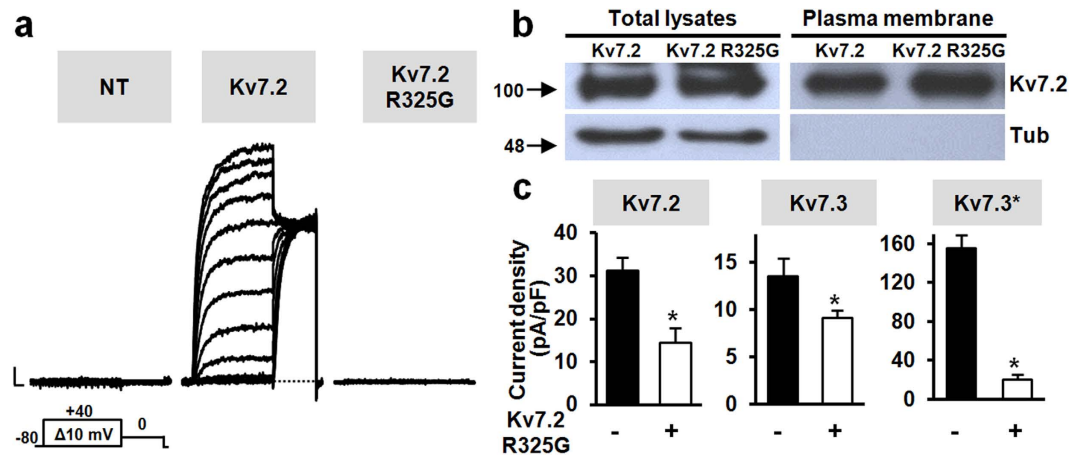 a
NT
Kv7.2
Kv7.2
R325G
+40
0
-80
Δ10 mV
b
Total lysates
Plasma membrane
Kv7.2
Kv7.2 R325G
Kv7.2
Kv7.2 R325G
100
Kv7.2
48
Tub
c
Kv7.2
Kv7.3
Kv7.3*
Current density
(pA/pF)
40
30
20
10
0
*
15
10
5
0
*
160
120
80
40
0
*
Kv7.2
R325G
- +
- +
- +